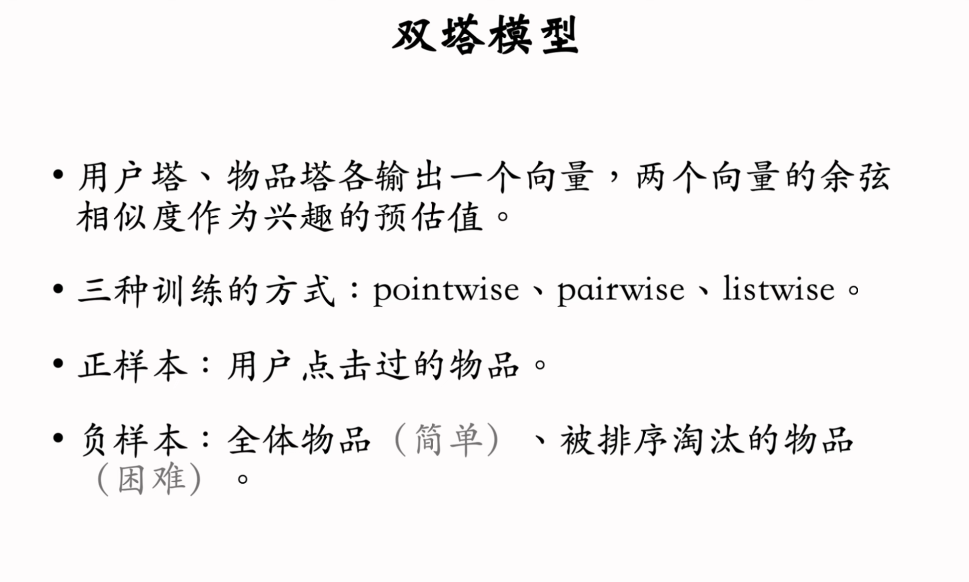 双塔模型
• 用户塔、物品塔各输出一个向量，两个向量的余弦
相似度作为兴趣的预估值。
• 三种训练的方式：pointwise、pairwise、listwise。
• 正样本：用户点击过的物品。
• 负样本：全体物品（简单）、被排序淘汰的物品
（困难）。